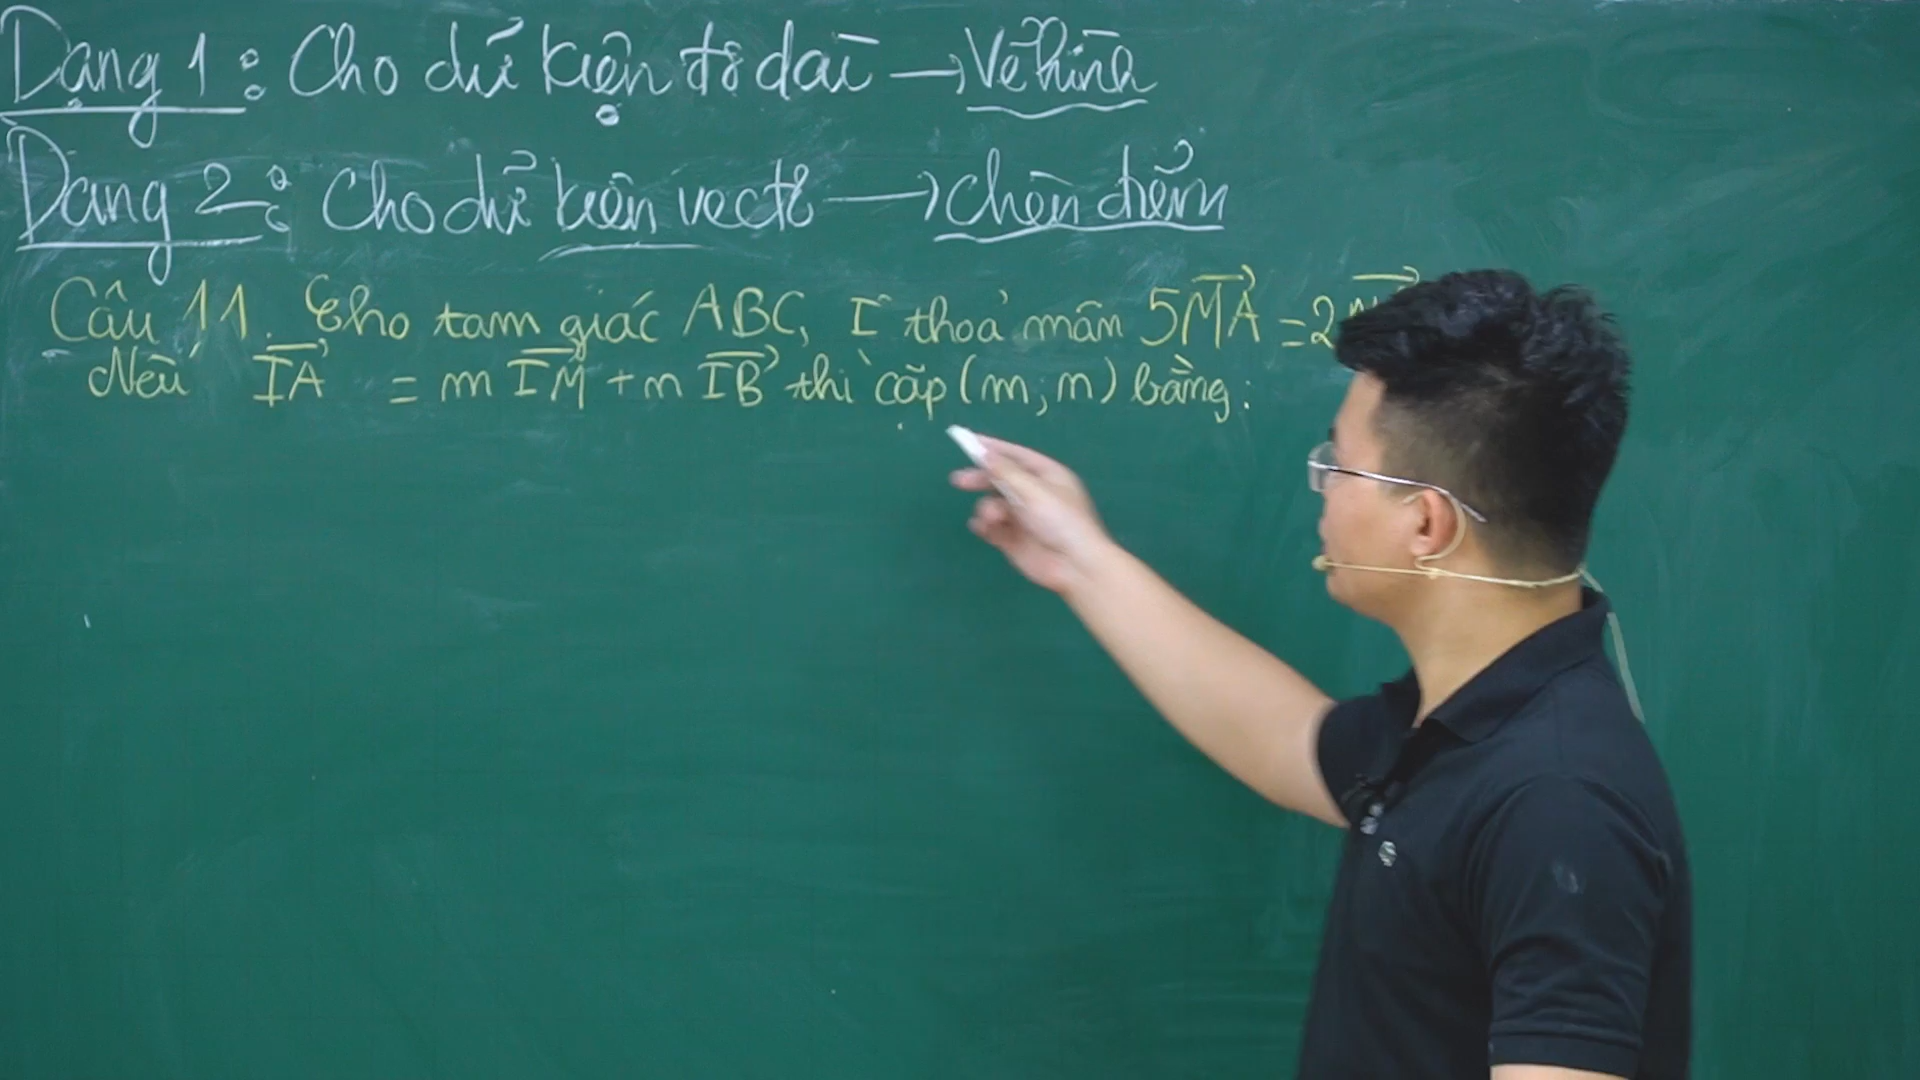 Dạng 1: Cho dữ kiện độ dài → Vẽ hình
Dạng 2: Cho dữ kiện vectơ → chèn điểm
Câu 11. Cho tam giác ABC, I thoả mãn 5MA = 2
Nếu IA = m IM + n IB thì cặp (m; n) bằng: